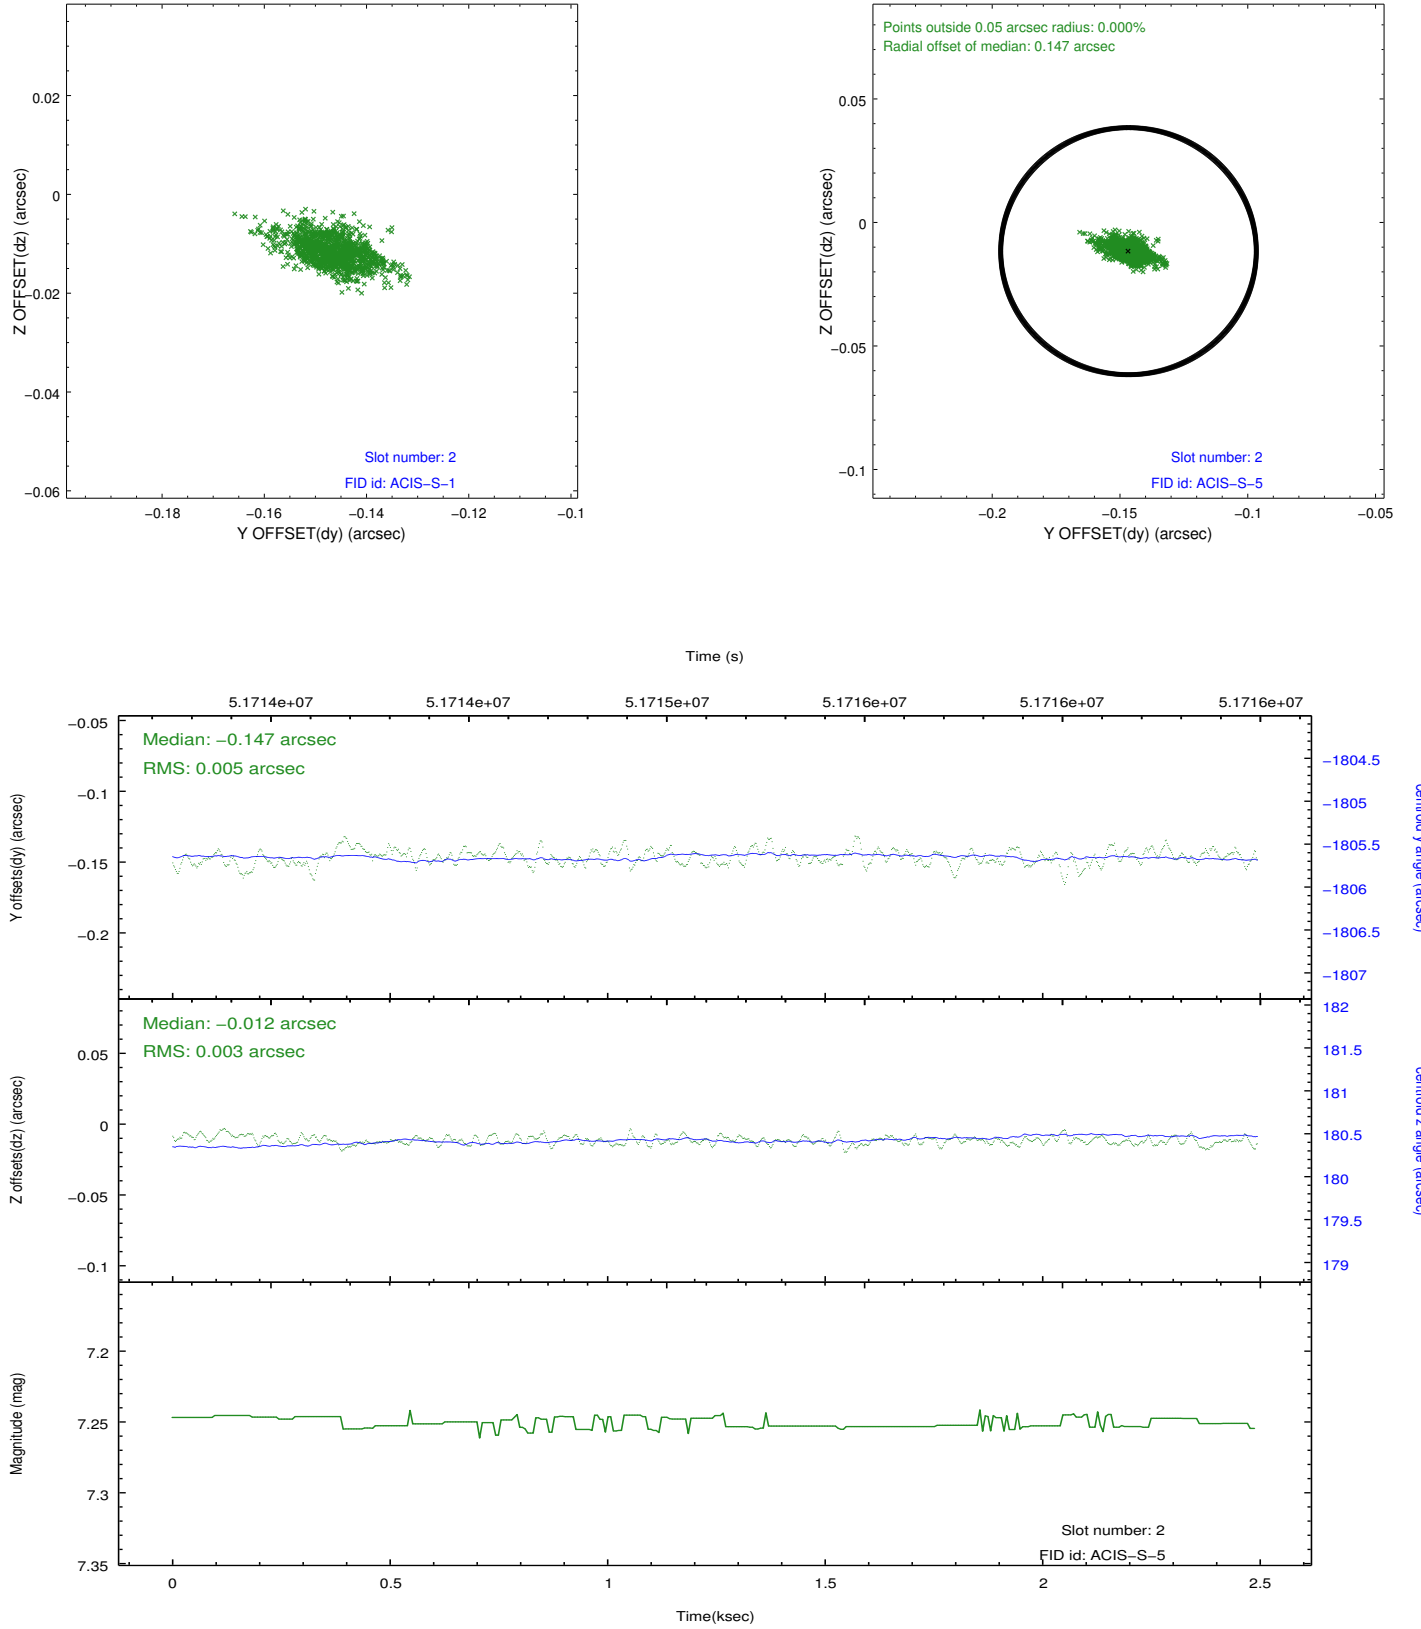 0.02
0
−0.02
−0.04
−0.06
Z OFFSET(dz) (arcsec)
Slot number: 2
FID id: ACIS−S−1
−0.18
−0.16
−0.14
−0.12
−0.1
Y OFFSET(dy) (arcsec)
Points outside 0.05 arcsec radius: 0.000%
Radial offset of median: 0.147 arcsec
0.05
0
−0.05
−0.1
Z OFFSET(dz) (arcsec)
Slot number: 2
FID id: ACIS−S−5
−0.2
−0.15
−0.1
−0.05
Y OFFSET(dy) (arcsec)
Time (s)
5.1714e+07
5.1714e+07
5.1715e+07
5.1716e+07
5.1716e+07
5.1716e+07
Median: −0.147 arcsec
RMS: 0.005 arcsec
−0.05
−0.1
−0.15
−0.2
Y offsets(dy) (arcsec)
−1804.5
−1805
−1805.5
−1806
−1806.5
−1807
centroid y angle (arcsec)
Median: −0.012 arcsec
RMS: 0.003 arcsec
0.05
0
−0.05
−0.1
Z offsets(dz) (arcsec)
182
181.5
181
180.5
180
179.5
179
centroid z angle (arcsec)
7.2
7.25
7.3
7.35
Magnitude (mag)
Slot number: 2
FID id: ACIS−S−5
0
0.5
1
1.5
2
2.5
Time(ksec)